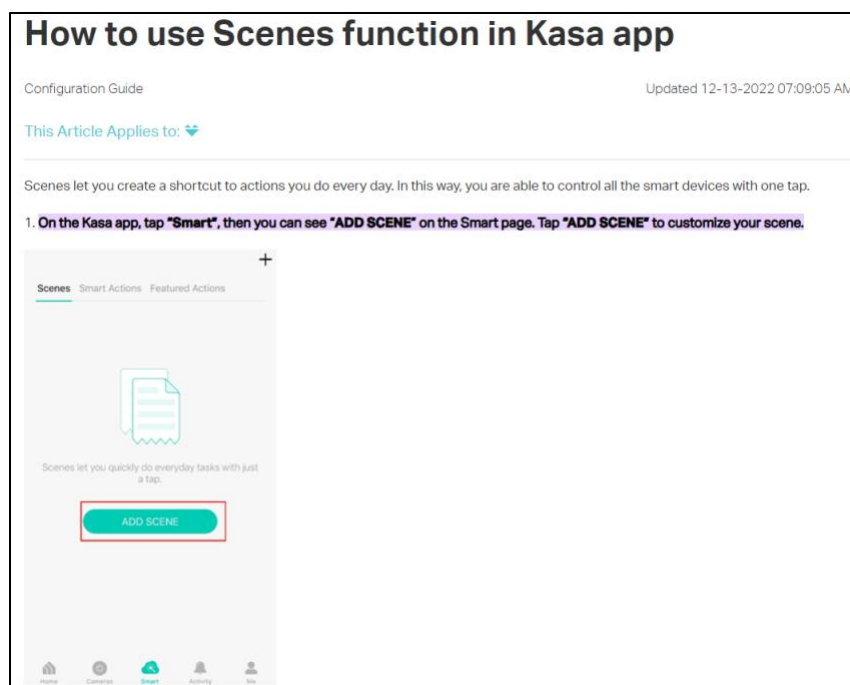 How to use Scenes function in Kasa app
Configuration Guide
Updated 12-13-2022 07:09:05 AM
This Article Applies to:
Scenes let you create a shortcut to actions you do every day. In this way, you are able to control all the smart devices with one tap.
1. On the Kasa app, tap "Smart", then you can see "ADD SCENE" on the Smart page. Tap "ADD SCENE" to customize your scene.
+
Scenes Smart Actions Featured Actions
Scenes let you quickly do everyday tasks with just
a tap.
ADD SCENE
Home Cameras Smart Activity Me